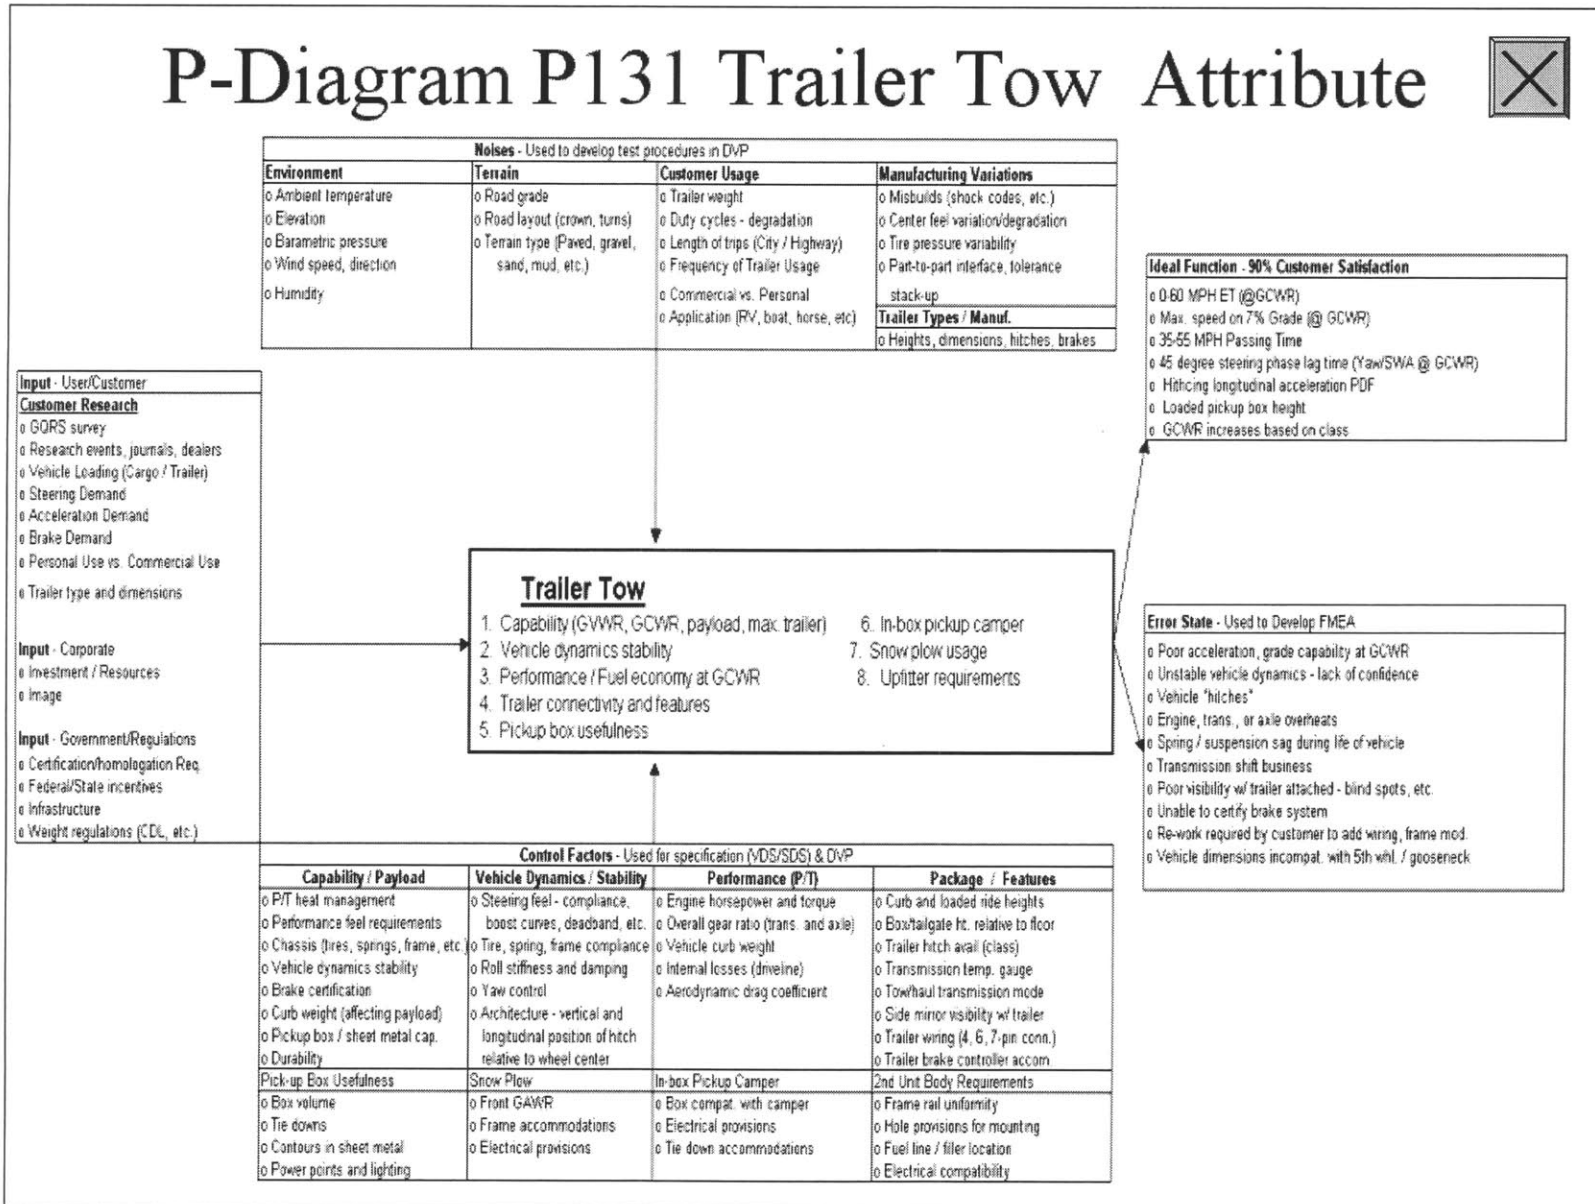 P-Diagram P131 Trailer Tow Attribute
Noises - Used to develop test procedures in DVP
Environment
o Ambient temperature
o Elevation
o Barametric pressure
o Wind speed, direction
o Humidity
Terrain
o Road grade
o Road layout (crown, turns)
o Terrain type (Paved, gravel,
sand, mud, etc.)
Customer Usage
o Trailer weight
o Duty cycles - degradation
o Length of trips (City / Highway)
o Frequency of Trailer Usage
o Commercial vs. Personal
o Application (RV, boat, horse, etc)
Manufacturing Variations
o Misbuilds (shock codes, etc.)
o Center feel variation/degradation
o Tire pressure variability
o Part-to-part interface, tolerance
stack-up
Trailer Types / Manuf.
o Heights, dimensions, hitches, brakes
Input - User/Customer
Customer Research
o GQRS survey
o Research events, journals, dealers
o Vehicle Loading (Cargo / Trailer)
o Steering Demand
o Acceleration Demand
o Brake Demand
o Personal Use vs. Commercial Use
o Trailer type and dimensions
Input - Corporate
o Investment / Resources
o Image
Input - Government/Regulations
o Certification/homologation Req.
o Federal/State incentives
o Infrastructure
o Weight regulations (CDL, etc.)
Trailer Tow
1. Capability (GVWR, GCWR, payload, max. trailer)
2. Vehicle dynamics stability
3. Performance / Fuel economy at GCWR
4. Trailer connectivity and features
5. Pickup box usefulness
6. In-box pickup camper
7. Snow plow usage
8. Upfitter requirements
Ideal Function - 90% Customer Satisfaction
o 0-60 MPH ET (@GCWR)
o Max. speed on 7% Grade (@ GCWR)
o 35-55 MPH Passing Time
o 45 degree steering phase lag time (Yaw/SWA @ GCWR)
o Hithcing longitudinal acceleration PDF
o Loaded pickup box height
o GCWR increases based on class
Error State - Used to Develop FMEA
o Poor acceleration, grade capability at GCWR
o Unstable vehicle dynamics - lack of confidence
o Vehicle "hitches"
o Engine, trans., or axle overheats
o Spring / suspension sag during life of vehicle
o Transmission shift business
o Poor visibility w/ trailer attached - blind spots, etc.
o Unable to certify brake system
o Re-work required by customer to add wiring, frame mod.
o Vehicle dimensions incompat. with 5th whl. / gooseneck
Control Factors - Used for specification (VDS/SDS) & DVP
Capability / Payload
o P/T heat management
o Performance feel requirements
o Chassis (tires, springs, frame, etc.)
o Vehicle dynamics stability
o Brake certification
o Curb weight (affecting payload)
o Pickup box / sheet metal cap.
o Durability
Vehicle Dynamics / Stability
o Steering feel - compliance,
boost curves, deadband, etc.
o Tire, spring, frame compliance
o Roll stiffness and damping
o Yaw control
o Architecture - vertical and
longitudinal position of hitch
relative to wheel center
Performance (P/T)
o Engine horsepower and torque
o Overall gear ratio (trans. and axle)
o Vehicle curb weight
o Internal losses (driveline)
o Aerodynamic drag coefficient
Package / Features
o Curb and loaded ride heights
o Box/tailgate ht. relative to floor
o Trailer hitch avail (class)
o Transmission temp. gauge
o Tow/haul transmission mode
o Side mirror visibility w/ trailer
o Trailer wiring (4, 6, 7-pin conn.)
o Trailer brake controller accom
Pick-up Box Usefulness
o Box volume
o Tie downs
o Contours in sheet metal
o Power points and lighting
Snow Plow
o Front GAWR
o Frame accommodations
o Electrical provisions
In-box Pickup Camper
o Box compat. with camper
o Electrical provisions
o Tie down accommodations
2nd Unit Body Requirements
o Frame rail uniformity
o Hole provisions for mounting
o Fuel line / filler location
o Electrical compatibility